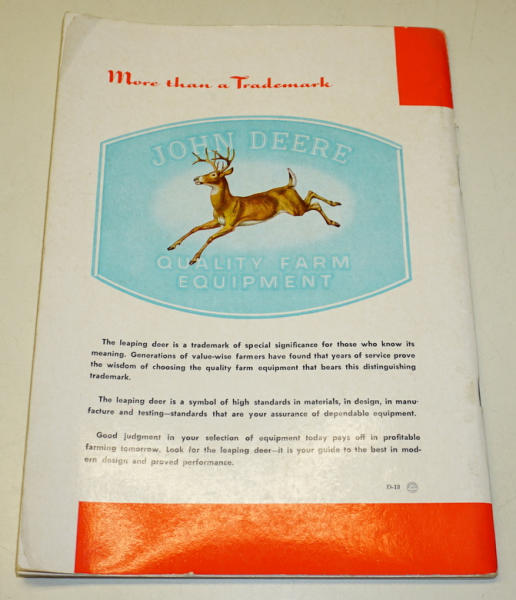 More than a Trademark
JOHN DEERE
QUALITY FARM
EQUIPMENT
The leaping deer is a trademark of special significance for those who know its
meaning. Generations of value-wise farmers have found that years of service prove
the wisdom of choosing the quality farm equipment that bears this distinguishing
trademark.
The leaping deer is a symbol of high standards in materials, in design, in manu-
facture and testing—standards that are your assurance of dependable equipment.
Good judgment in your selection of equipment today pays off in profitable
farming tomorrow. Look for the leaping deer—it is your guide to the best in mod-
ern design and proved performance.
D-18